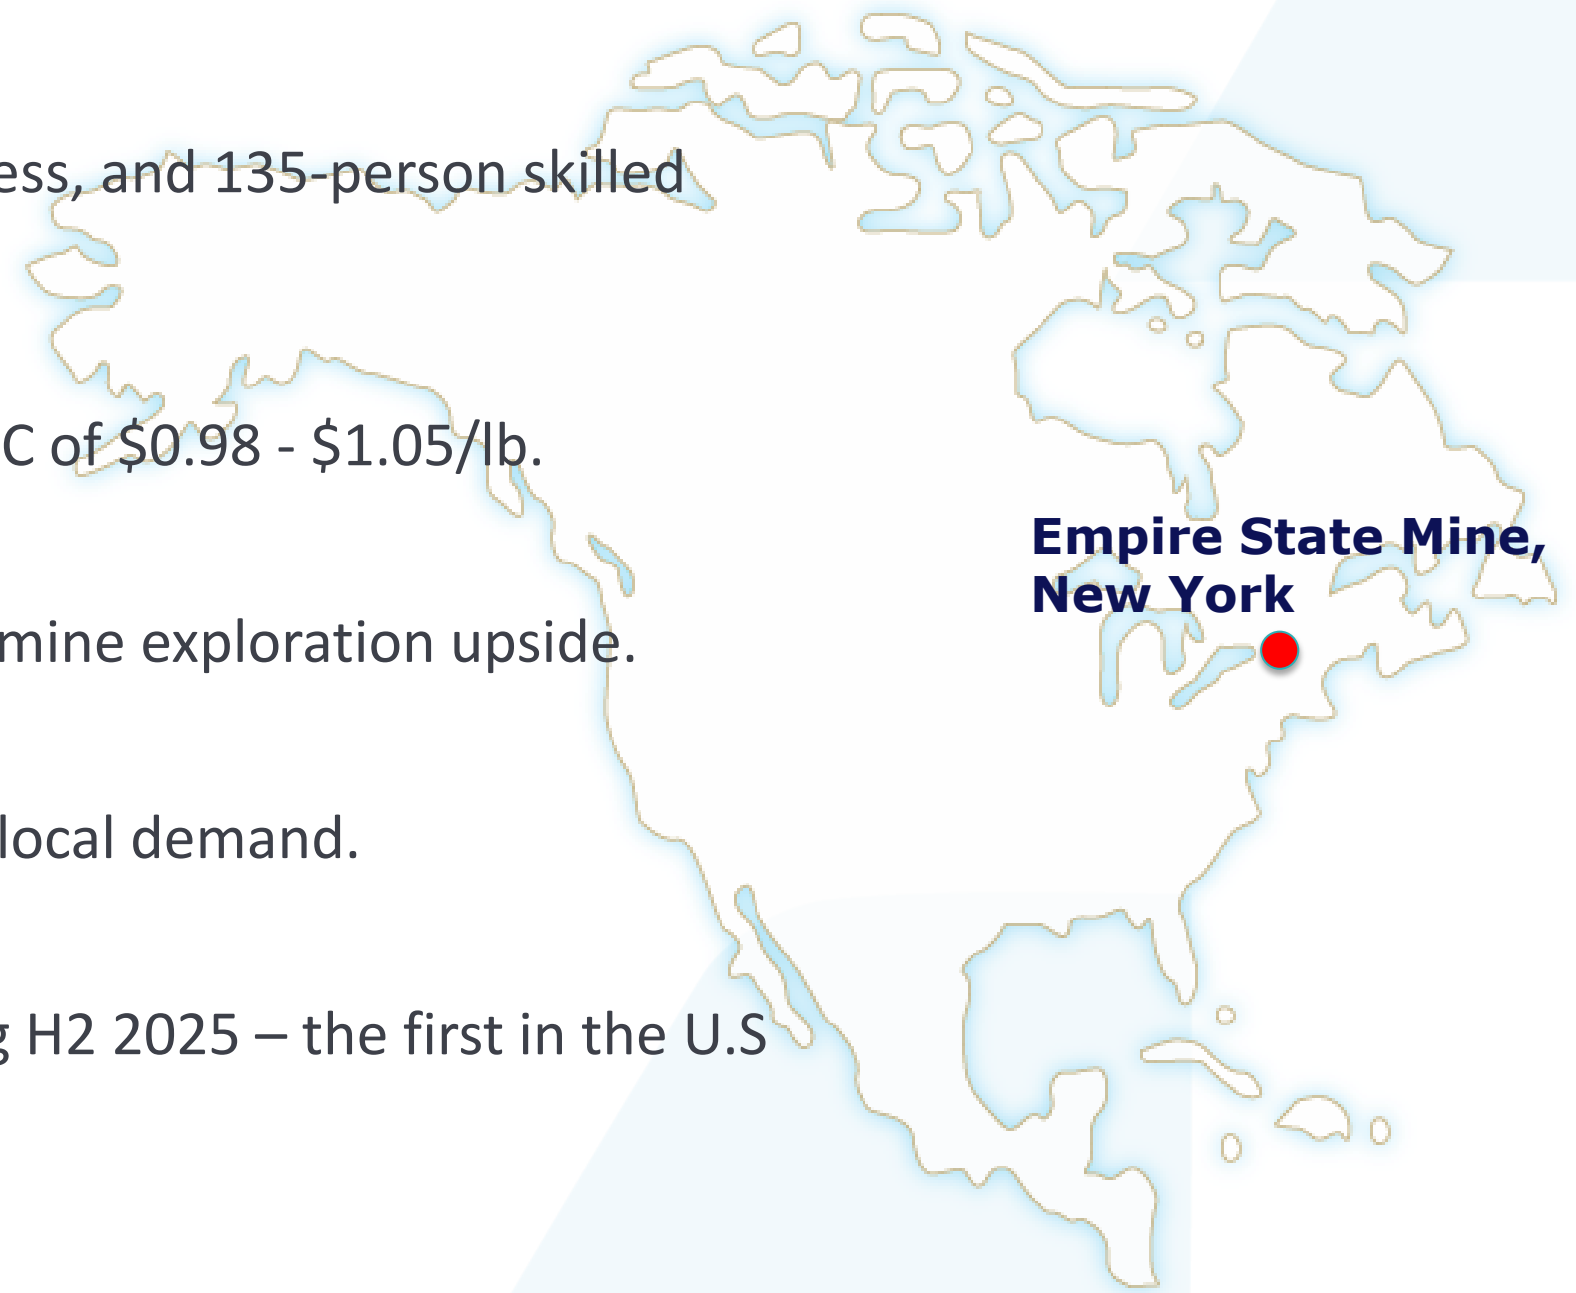 ess, and 135-person skilled
C of $0.98 - $1.05/lb.
Empire State Mine,
New York
mine exploration upside.
local demand.
g H2 2025 – the first in the U.S